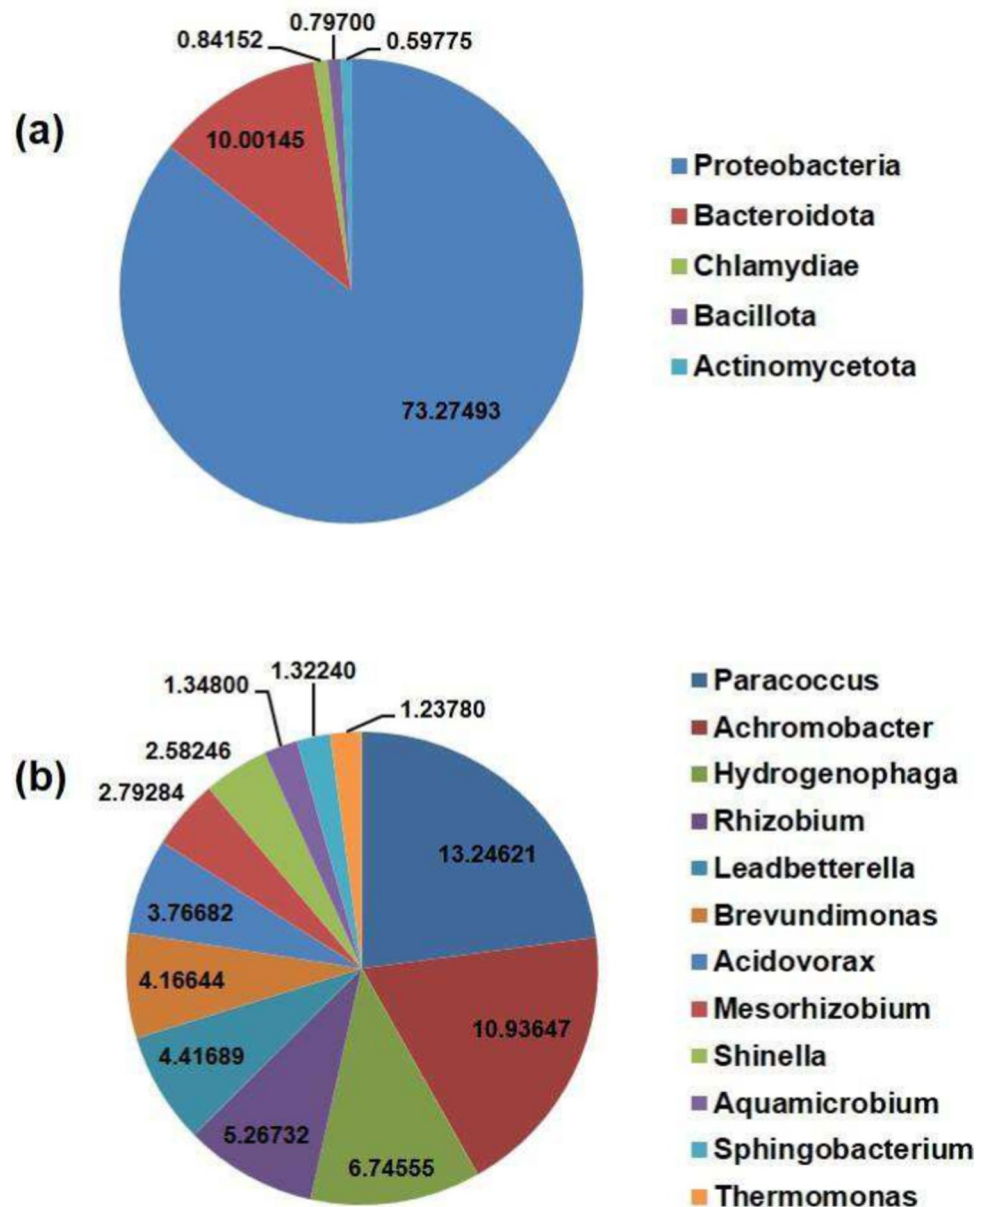 0.79700
0.84152
0.59775
(a)
10.00145
73.27493
Proteobacteria
Bacteroidota
Chlamydiae
Bacillota
Actinomycetota
1.32240
1.34800
1.23780
2.58246
(b)
2.79284
13.24621
3.76682
4.16644
10.93647
4.41689
5.26732
6.74555
Paracoccus
Achromobacter
Hydrogenophaga
Rhizobium
Leadbetterella
Brevundimonas
Acidovorax
Mesorhizobium
Shinella
Aquamicrobium
Sphingobacterium
Thermomonas